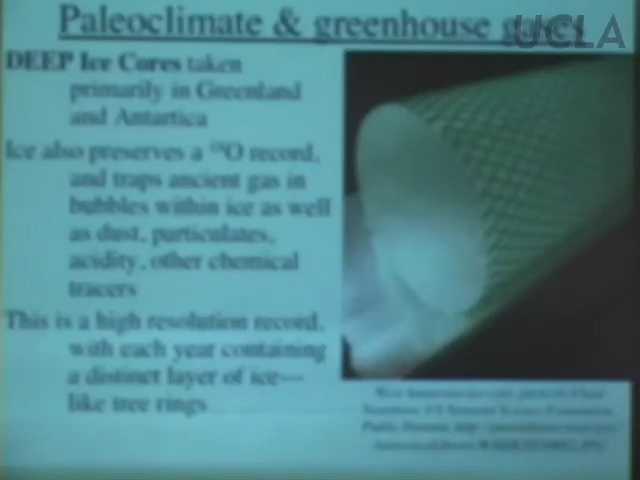 Paleoclimate & greenhouse gases
UCLA
DEEP Ice Cores taken
primarily in Greenland
and Antartica
Ice also preserves a ¹⁸O record,
and traps ancient gas in
bubbles within ice as well
as dust, particulates,
acidity, other chemical
tracers
This is a high resolution record,
with each year containing
a distinct layer of ice—
like tree rings